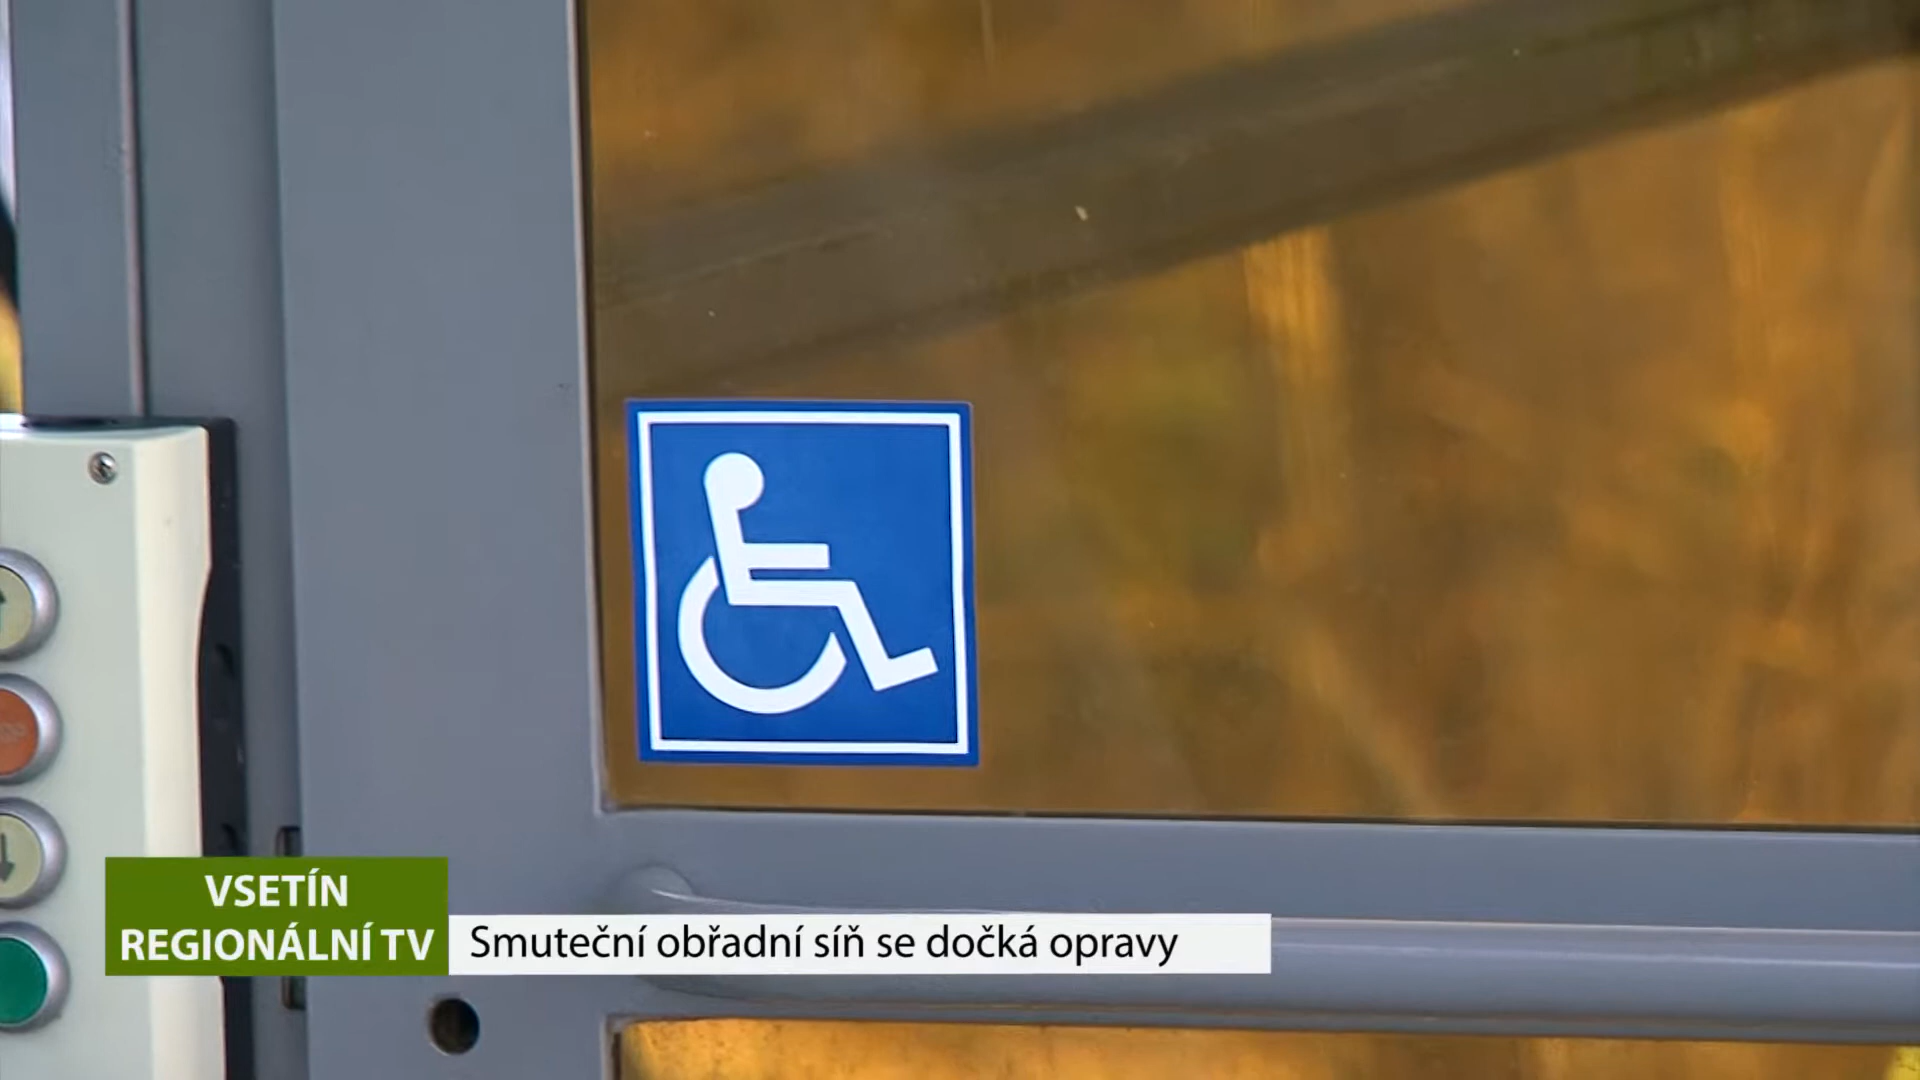 VSETÍN
REGIONÁLNÍ TV
Smuteční obřadní síň se dočká opravy